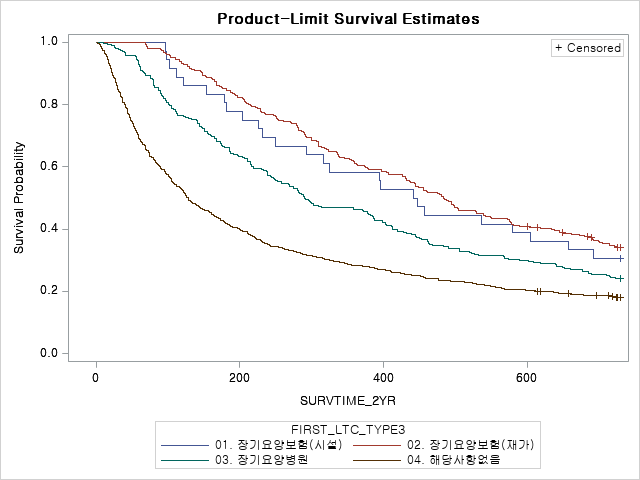 Product-Limit Survival Estimates
+ Censored
1.0
0.8
0.6
0.4
0.2
0.0
Survival Probability
0 200 400 600
SURVTIME_2YR
FIRST_LTC_TYPE3
01. 장기요양보험(시설) 02. 장기요양보험(재가)
03. 장기요양병원 04. 해당사항없음